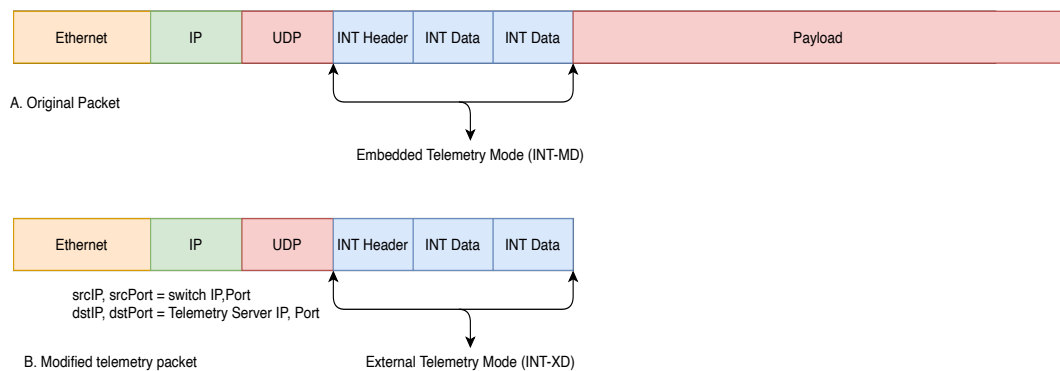 Ethernet IP UDP INT Header INT Data INT Data Payload
A. Original Packet
Embedded Telemetry Mode (INT-MD)
Ethernet IP UDP INT Header INT Data INT Data
srcIP, srcPort = switch IP,Port
dstIP, dstPort = Telemetry Server IP, Port
B. Modified telemetry packet
External Telemetry Mode (INT-XD)